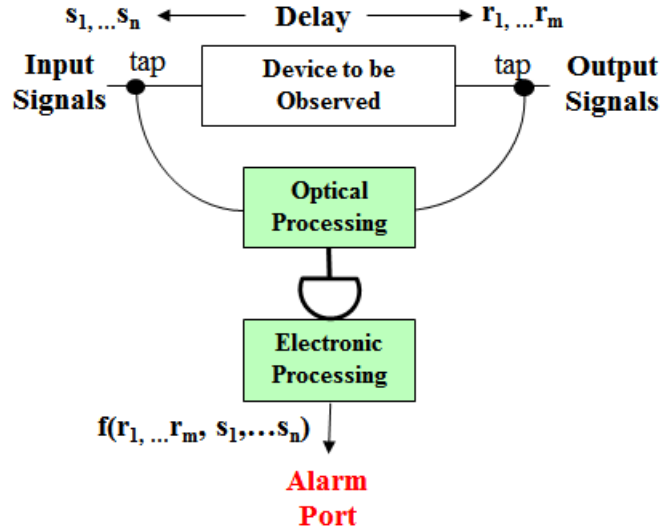 s1, ...sn Delay r1, ...rm
Input Signals
tap
Device to be
Observed
tap
Output
Signals
Optical
Processing
Electronic
Processing
f(r1, ...rm, s1,...sn)
Alarm
Port